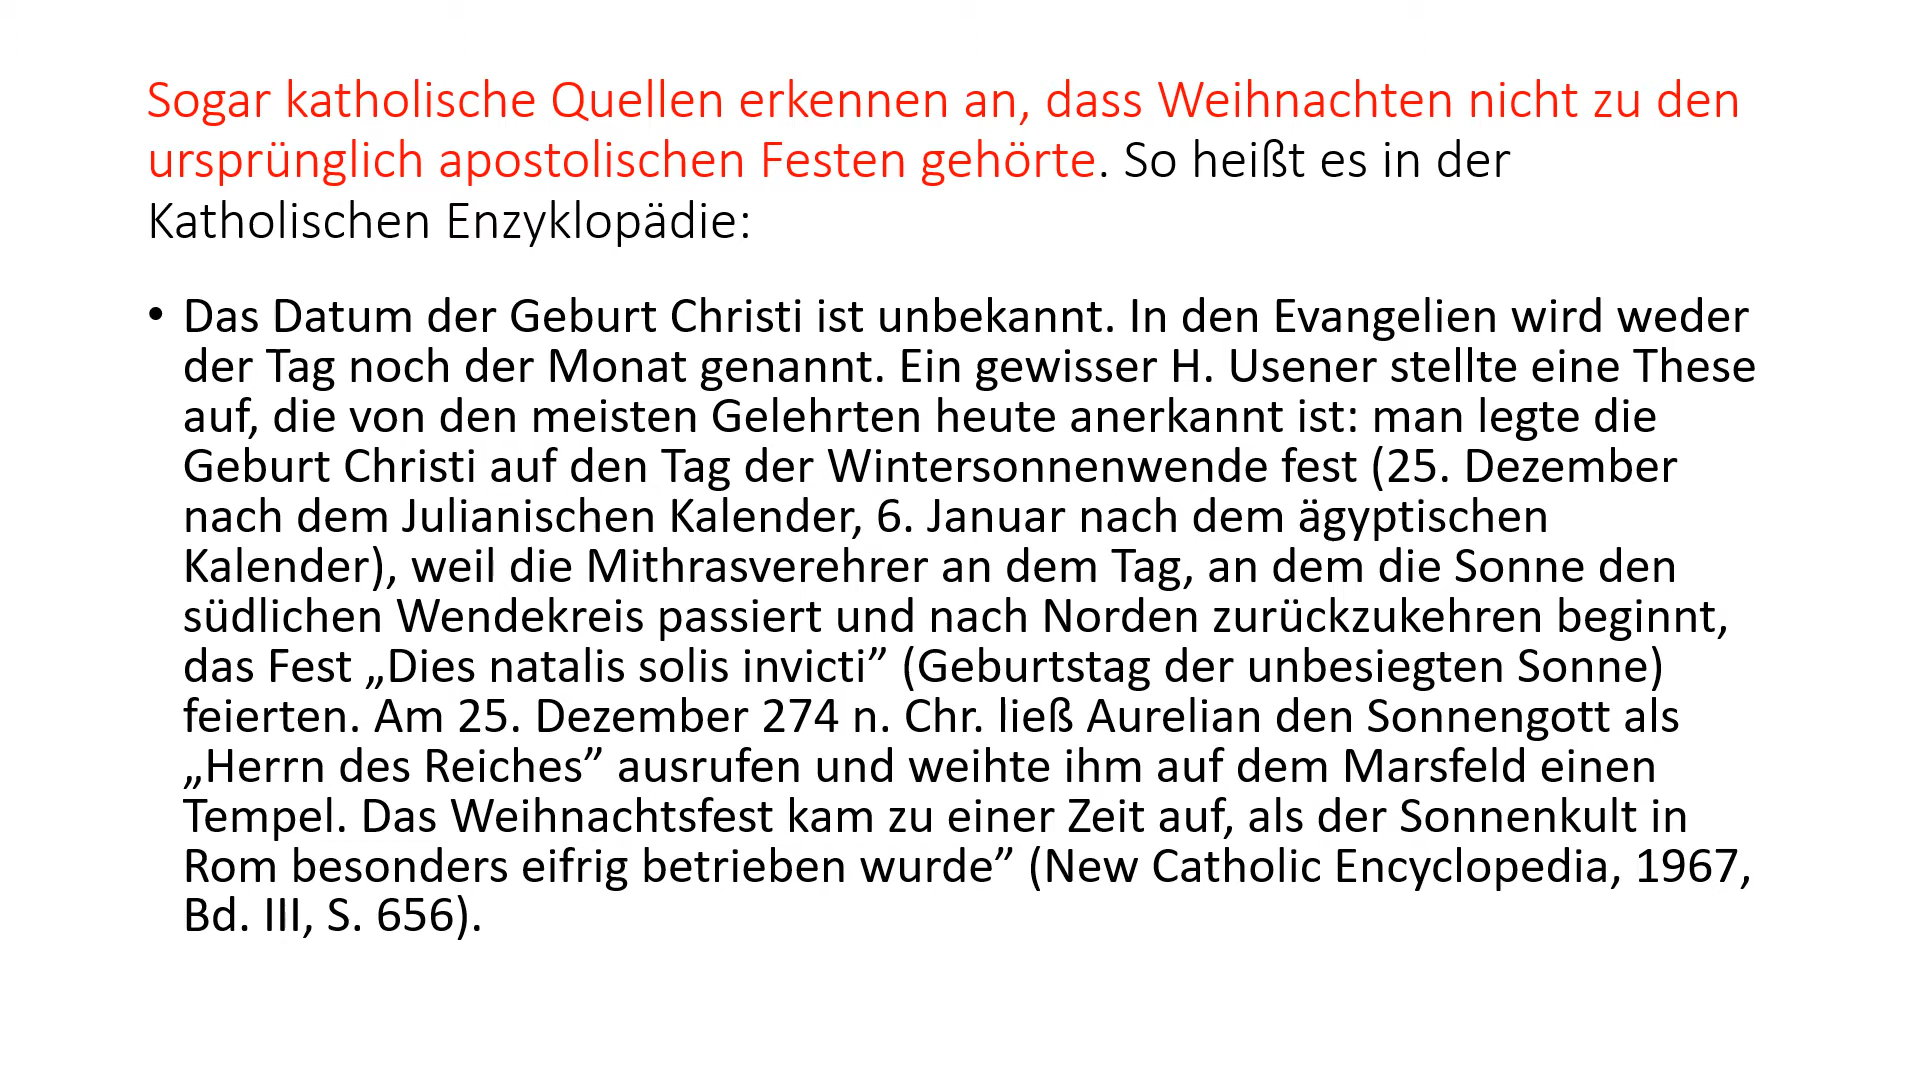 Sogar katholische Quellen erkennen an, dass Weihnachten nicht zu den
ursprünglich apostolischen Festen gehörte. So heißt es in der
Katholischen Enzyklopädie:
• Das Datum der Geburt Christi ist unbekannt. In den Evangelien wird weder
der Tag noch der Monat genannt. Ein gewisser H. Usener stellte eine These
auf, die von den meisten Gelehrten heute anerkannt ist: man legte die
Geburt Christi auf den Tag der Wintersonnenwende fest (25. Dezember
nach dem Julianischen Kalender, 6. Januar nach dem ägyptischen
Kalender), weil die Mithrasverehrer an dem Tag, an dem die Sonne den
südlichen Wendekreis passiert und nach Norden zurückzukehren beginnt,
das Fest „Dies natalis solis invicti” (Geburtstag der unbesiegten Sonne)
feierten. Am 25. Dezember 274 n. Chr. ließ Aurelian den Sonnengott als
„Herrn des Reiches” ausrufen und weihte ihm auf dem Marsfeld einen
Tempel. Das Weihnachtsfest kam zu einer Zeit auf, als der Sonnenkult in
Rom besonders eifrig betrieben wurde” (New Catholic Encyclopedia, 1967,
Bd. III, S. 656).